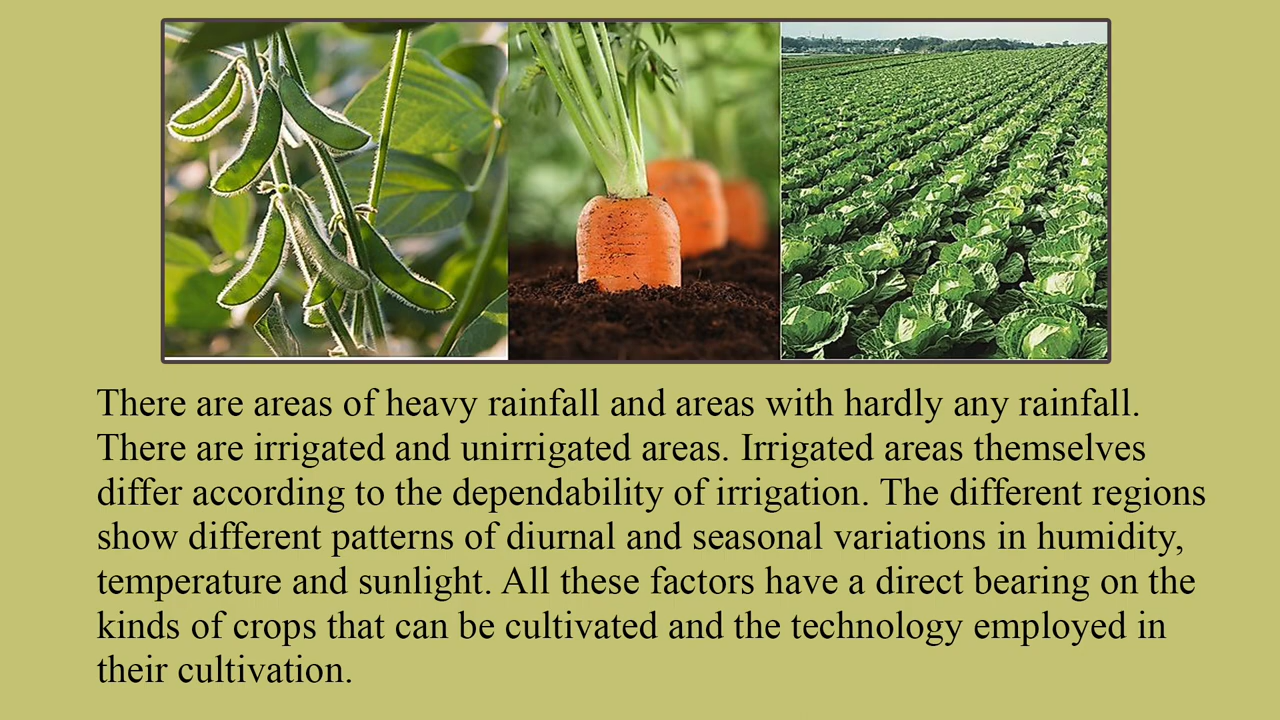 There are areas of heavy rainfall and areas with hardly any rainfall.
There are irrigated and unirrigated areas. Irrigated areas themselves
differ according to the dependability of irrigation. The different regions
show different patterns of diurnal and seasonal variations in humidity,
temperature and sunlight. All these factors have a direct bearing on the
kinds of crops that can be cultivated and the technology employed in
their cultivation.